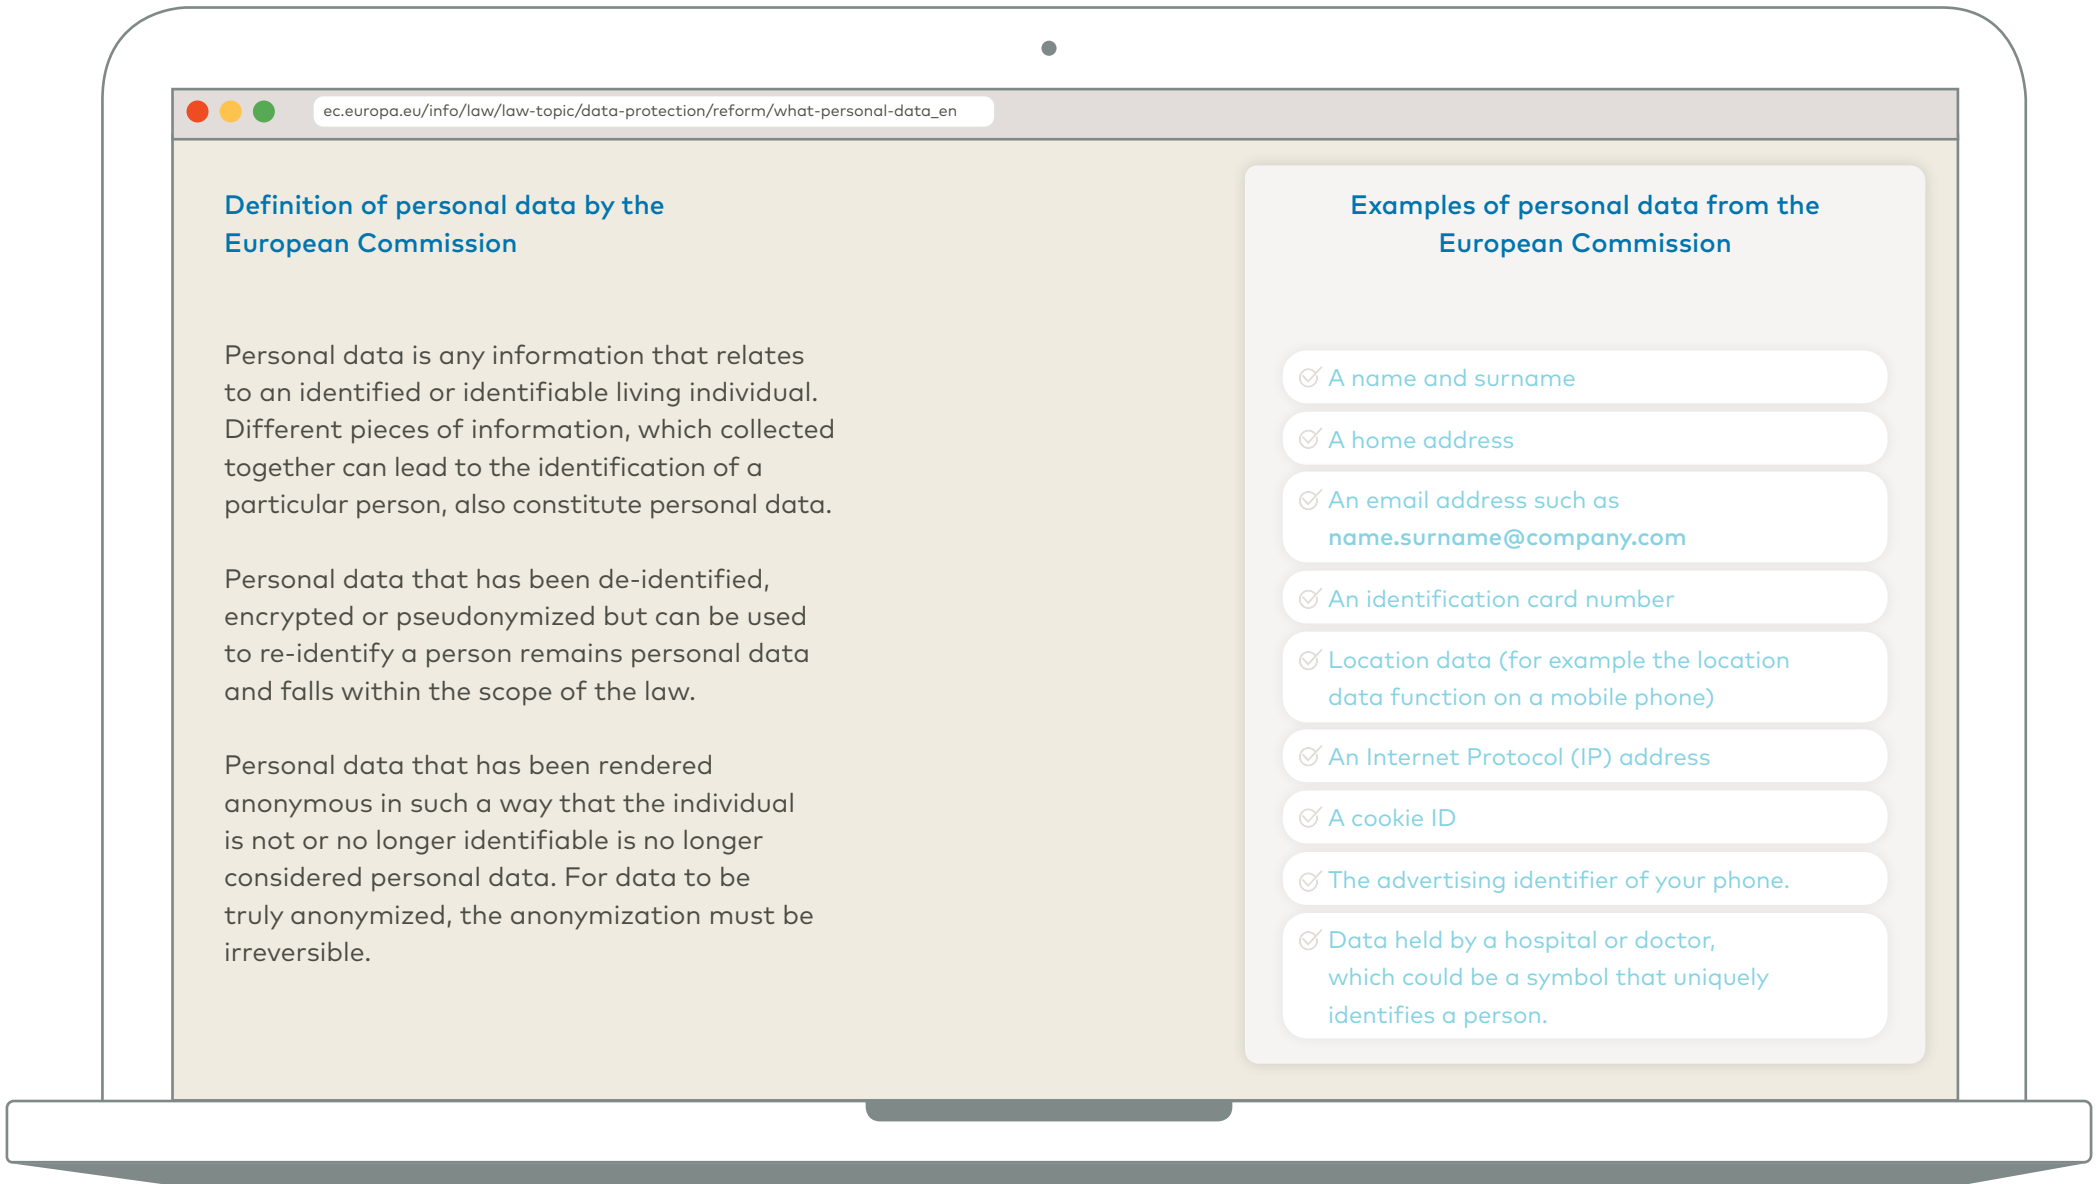 ec.europa.eu/info/law/law-topic/data-protection/reform/what-personal-data_en
Definition of personal data by the
European Commission
Personal data is any information that relates
to an identified or identifiable living individual.
Different pieces of information, which collected
together can lead to the identification of a
particular person, also constitute personal data.
Personal data that has been de-identified,
encrypted or pseudonymized but can be used
to re-identify a person remains personal data
and falls within the scope of the law.
Personal data that has been rendered
anonymous in such a way that the individual
is not or no longer identifiable is no longer
considered personal data. For data to be
truly anonymized, the anonymization must be
irreversible.
Examples of personal data from the
European Commission
A name and surname
A home address
An email address such as
name.surname@company.com
An identification card number
Location data (for example the location
data function on a mobile phone)
An Internet Protocol (IP) address
A cookie ID
The advertising identifier of your phone.
Data held by a hospital or doctor,
which could be a symbol that uniquely
identifies a person.